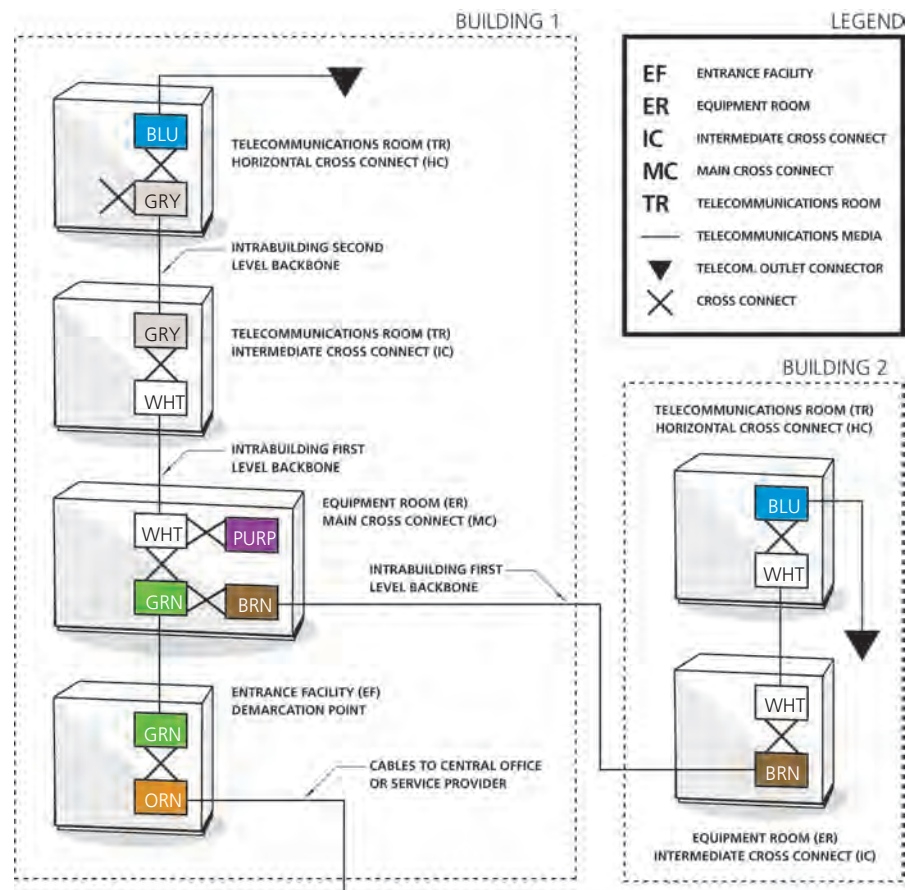 BUILDING 1
BLU
GRY
TELECOMMUNICATIONS ROOM (TR)
HORIZONTAL CROSS CONNECT (HC)
INTRABUILDING SECOND
LEVEL BACKBONE
GRY
WHT
TELECOMMUNICATIONS ROOM (TR)
INTERMEDIATE CROSS CONNECT (IC)
INTRABUILDING FIRST
LEVEL BACKBONE
EQUIPMENT ROOM (ER)
MAIN CROSS CONNECT (MC)
WHT
PURP
GRN
BRN
INTRABUILDING FIRST
LEVEL BACKBONE
ENTRANCE FACILITY (EF)
DEMARCATION POINT
GRN
ORN
CABLES TO CENTRAL OFFICE
OR SERVICE PROVIDER
LEGEND
EF ENTRANCE FACILITY
ER EQUIPMENT ROOM
IC INTERMEDIATE CROSS CONNECT
MC MAIN CROSS CONNECT
TR TELECOMMUNICATIONS ROOM
TELECOMMUNICATIONS MEDIA
TELECOM. OUTLET CONNECTOR
CROSS CONNECT
BUILDING 2
TELECOMMUNICATIONS ROOM (TR)
HORIZONTAL CROSS CONNECT (HC)
BLU
WHT
WHT
BRN
EQUIPMENT ROOM (ER)
INTERMEDIATE CROSS CONNECT (IC)